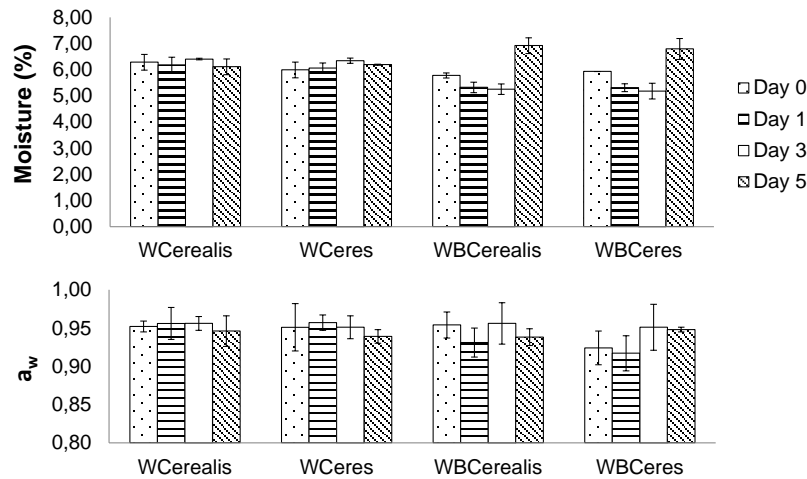 Moisture (%)
8,00
7,00
6,00
5,00
4,00
3,00
2,00
1,00
0,00
WCerealis WCeres WBCerealis WBCeres
Day 0
Day 1
Day 3
Day 5
a_w
1,00
0,95
0,90
0,85
0,80
WCerealis WCeres WBCerealis WBCeres